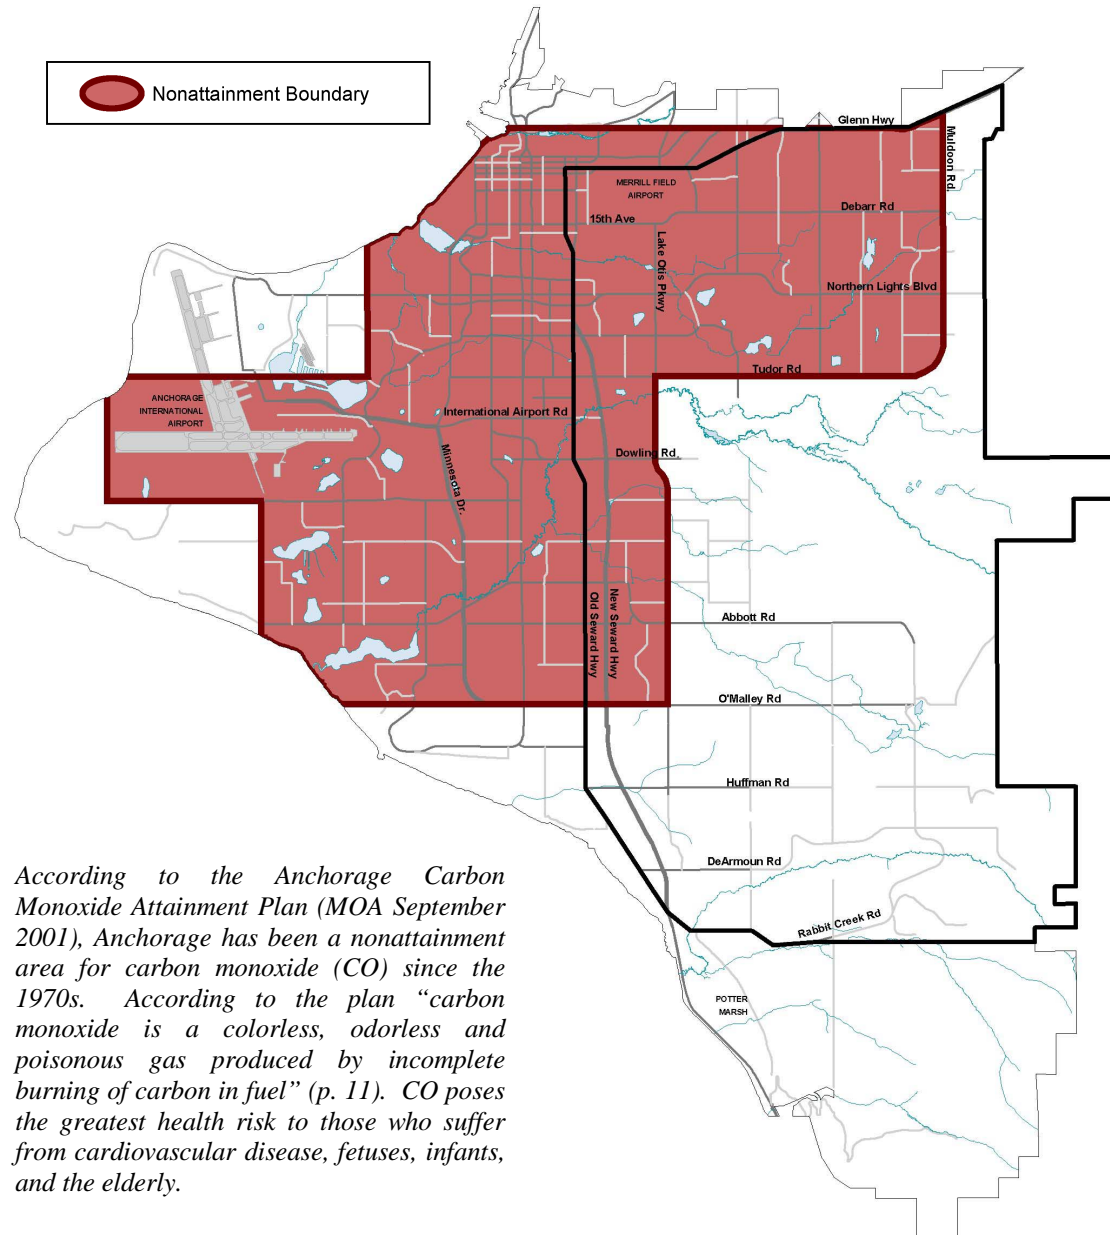 Nonattainment Boundary
Glenn Hwy
Muldoon Rd.
MERRILL FIELD
AIRPORT
Debarr Rd
15th Ave
Lake Otis Pkwy
Northern Lights Blvd
Tudor Rd
ANCHORAGE
INTERNATIONAL
AIRPORT
International Airport Rd
Minnesota Dr.
Dowling Rd
Old Seward Hwy
New Seward Hwy
Abbott Rd
O'Malley Rd
Huffman Rd
DeArmoun Rd
Rabbit Creek Rd
POTTER
MARSH
According to the Anchorage Carbon
Monoxide Attainment Plan (MOA September
2001), Anchorage has been a nonattainment
area for carbon monoxide (CO) since the
1970s. According to the plan “carbon
monoxide is a colorless, odorless and
poisonous gas produced by incomplete
burning of carbon in fuel” (p. 11). CO poses
the greatest health risk to those who suffer
from cardiovascular disease, fetuses, infants,
and the elderly.